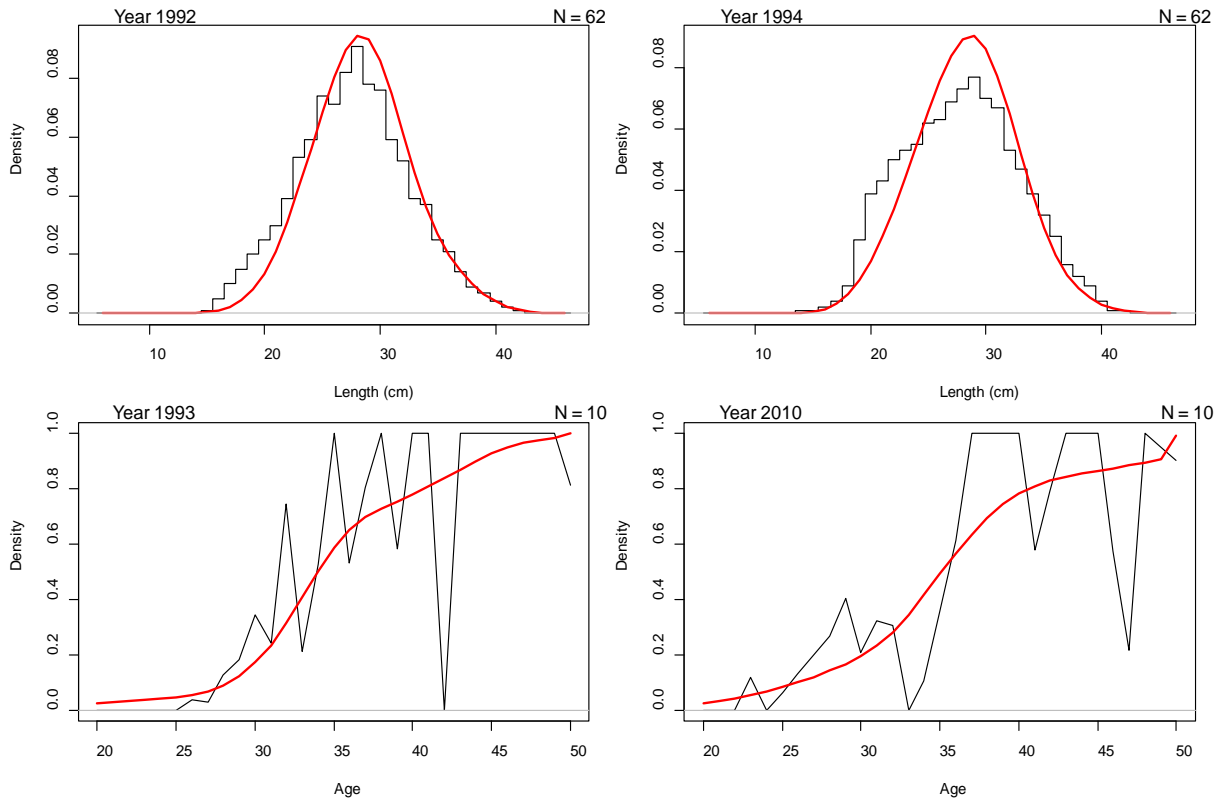 Year 1992 N = 62
Density
0.00 0.02 0.04 0.06 0.08
10 20 30 40
Length (cm)
Year 1994 N = 62
Density
0.00 0.02 0.04 0.06 0.08
10 20 30 40
Length (cm)
Year 1993 N = 10
Density
0.0 0.2 0.4 0.6 0.8 1.0
20 25 30 35 40 45 50
Age
Year 2010 N = 10
Density
0.0 0.2 0.4 0.6 0.8 1.0
20 25 30 35 40 45 50
Age